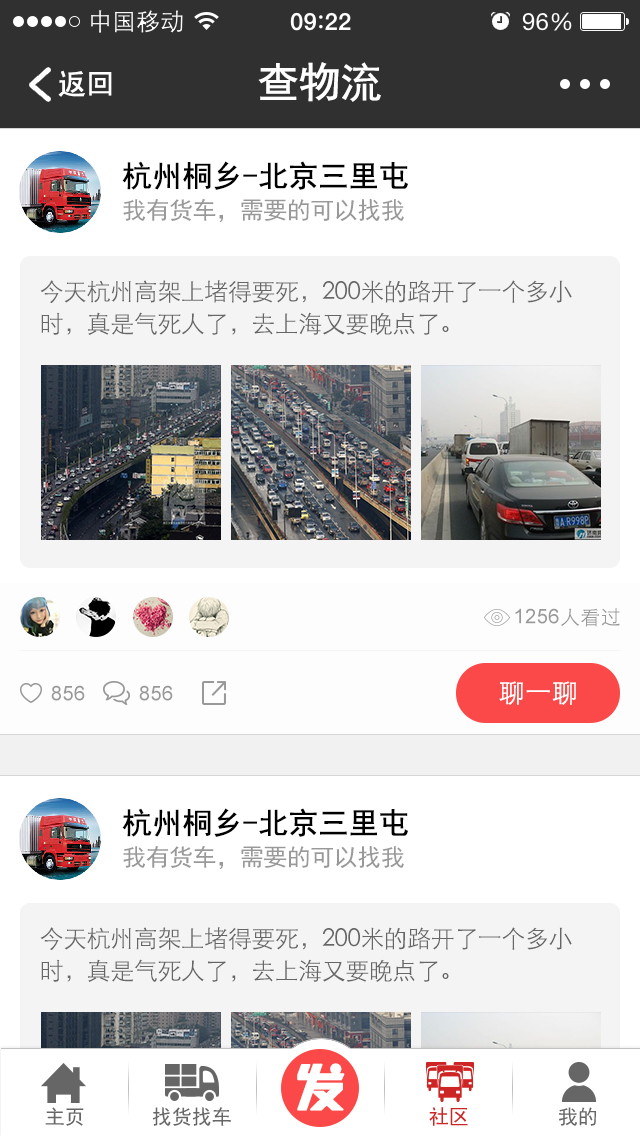 中国移动
09:22
96%
返回
查物流
杭州桐乡-北京三里屯
我有货车，需要的可以找我
今天杭州高架上堵得要死，200米的路开了一个多小
时，真是气死人了，去上海又要晚点了。
1256人看过
856
856
聊一聊
杭州桐乡-北京三里屯
我有货车，需要的可以找我
今天杭州高架上堵得要死，200米的路开了一个多小
时，真是气死人了，去上海又要晚点了。
主页
找货找车
发
社区
我的